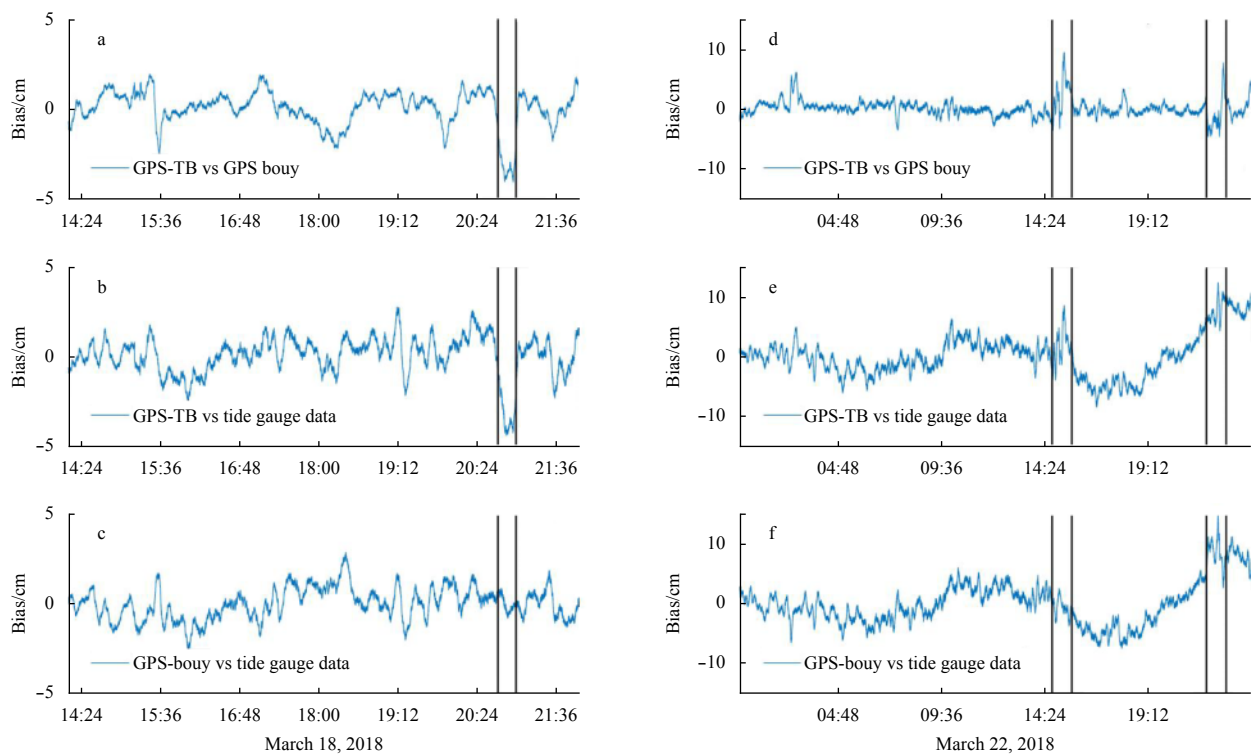 5
a
Bias/cm
0
GPS-TB vs GPS bouy
−5
14:24 15:36 16:48 18:00 19:12 20:24 21:36
5
b
Bias/cm
0
GPS-TB vs tide gauge data
−5
14:24 15:36 16:48 18:00 19:12 20:24 21:36
5
c
Bias/cm
0
GPS-bouy vs tide gauge data
−5
14:24 15:36 16:48 18:00 19:12 20:24 21:36
March 18, 2018
d
10
Bias/cm
0
GPS-TB vs GPS bouy
−10
04:48 09:36 14:24 19:12
e
10
Bias/cm
0
GPS-TB vs tide gauge data
−10
04:48 09:36 14:24 19:12
f
10
Bias/cm
0
GPS-bouy vs tide gauge data
−10
04:48 09:36 14:24 19:12
March 22, 2018